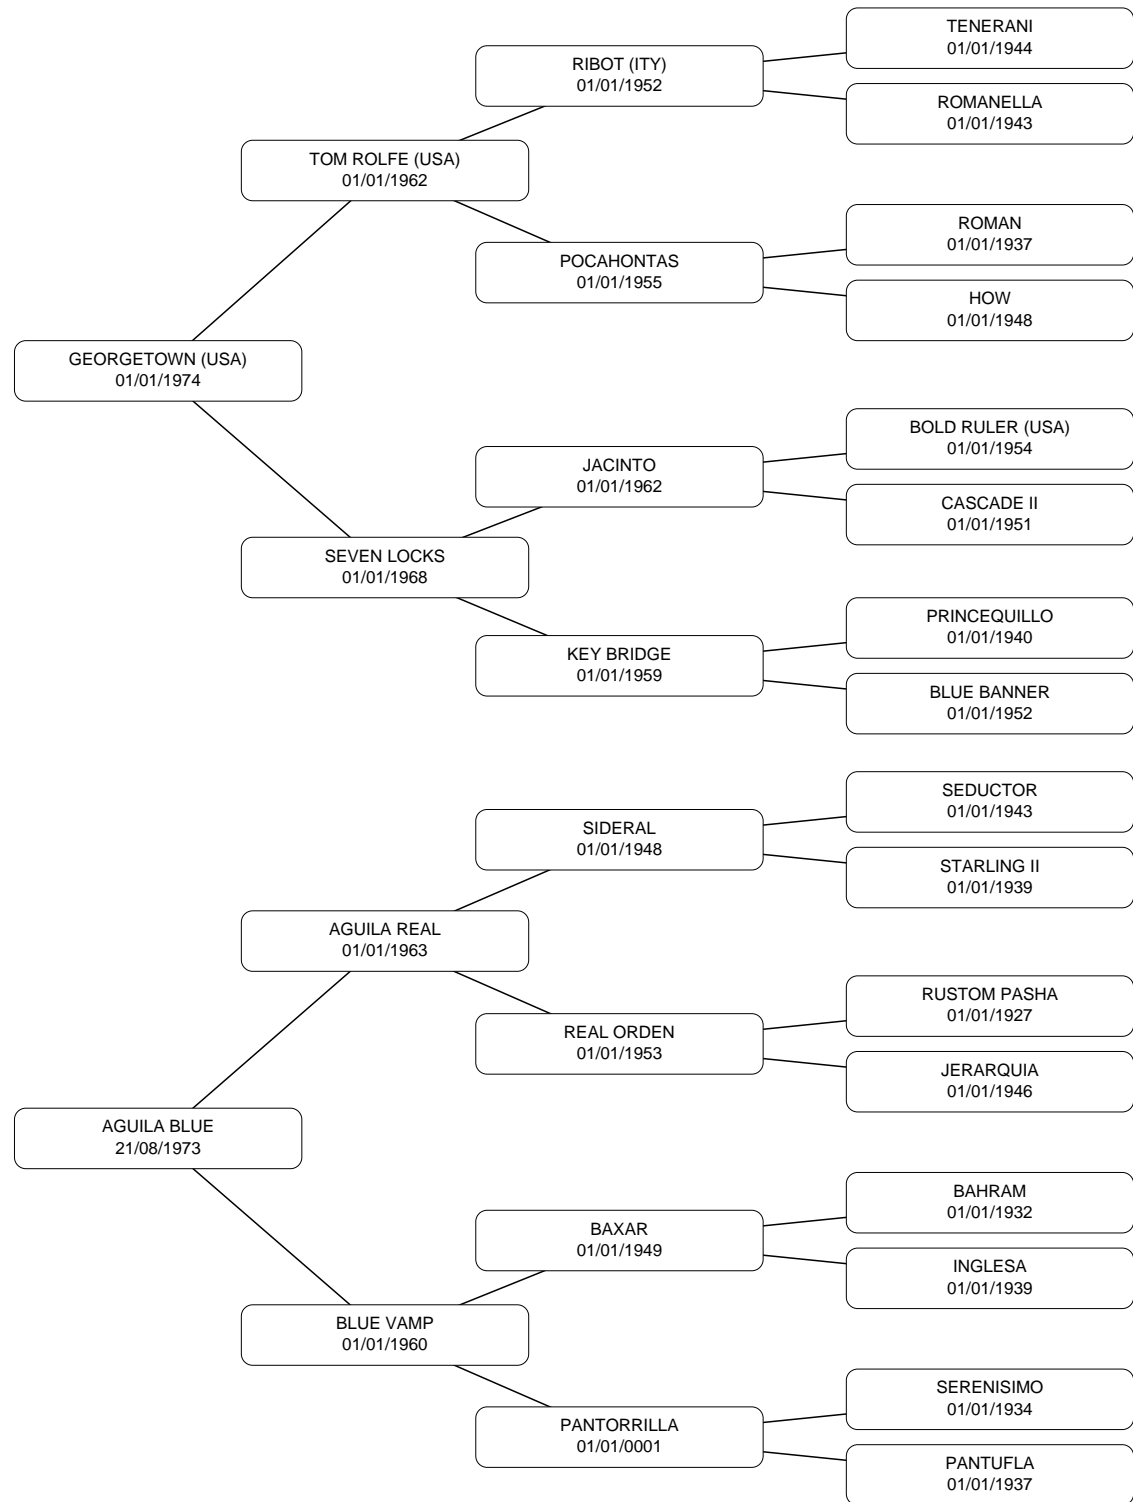 TENERANI
01/01/1944
RIBOT (ITY)
01/01/1952
ROMANELLA
01/01/1943
TOM ROLFE (USA)
01/01/1962
ROMAN
01/01/1937
POCAHONTAS
01/01/1955
HOW
01/01/1948
GEORGETOWN (USA)
01/01/1974
BOLD RULER (USA)
01/01/1954
JACINTO
01/01/1962
CASCADE II
01/01/1951
SEVEN LOCKS
01/01/1968
PRINCEQUILLO
01/01/1940
KEY BRIDGE
01/01/1959
BLUE BANNER
01/01/1952
SEDUCTOR
01/01/1943
SIDERAL
01/01/1948
STARLING II
01/01/1939
AGUILA REAL
01/01/1963
RUSTOM PASHA
01/01/1927
REAL ORDEN
01/01/1953
JERARQUIA
01/01/1946
AGUILA BLUE
21/08/1973
BAHRAM
01/01/1932
BAXAR
01/01/1949
INGLESA
01/01/1939
BLUE VAMP
01/01/1960
SERENISIMO
01/01/1934
PANTORRILLA
01/01/0001
PANTUFLA
01/01/1937